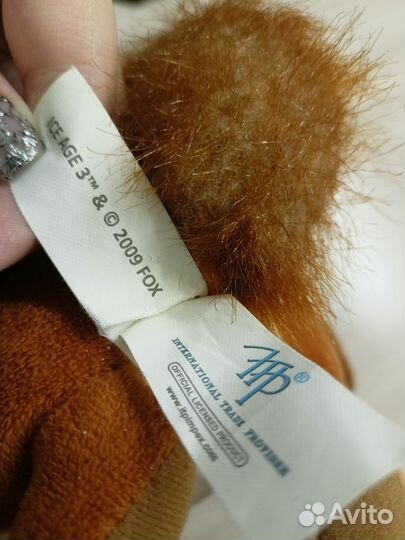 ICE AGE 3™ & © 2009 FOX
ITP®
INTERNATIONAL TRADE PROVIDER
OFFICIAL LICENSED PRODUCT
www.itpimpex.com
Avito